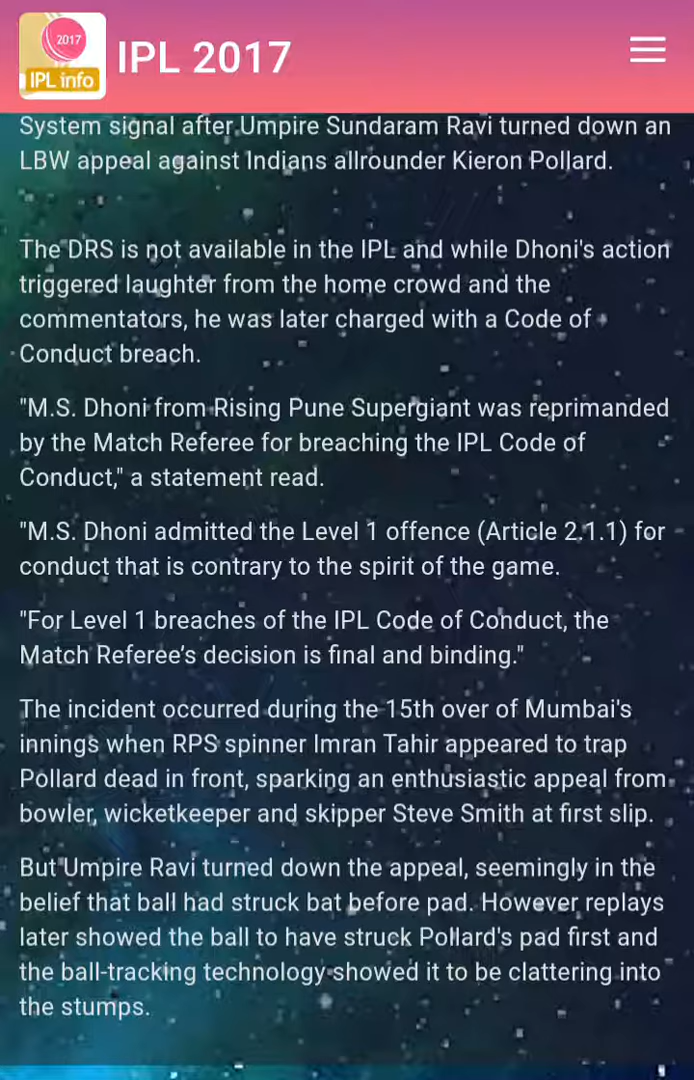 2017
IPL info
IPL 2017
System signal after Umpire Sundaram Ravi turned down an
LBW appeal against Indians allrounder Kieron Pollard.
The DRS is not available in the IPL and while Dhoni's action
triggered laughter from the home crowd and the
commentators, he was later charged with a Code of
Conduct breach.
"M.S. Dhoni from Rising Pune Supergiant was reprimanded
by the Match Referee for breaching the IPL Code of
Conduct," a statement read.
"M.S. Dhoni admitted the Level 1 offence (Article 2.1.1) for
conduct that is contrary to the spirit of the game.
"For Level 1 breaches of the IPL Code of Conduct, the
Match Referee’s decision is final and binding."
The incident occurred during the 15th over of Mumbai's
innings when RPS spinner Imran Tahir appeared to trap
Pollard dead in front, sparking an enthusiastic appeal from
bowler, wicketkeeper and skipper Steve Smith at first slip.
But Umpire Ravi turned down the appeal, seemingly in the
belief that ball had struck bat before pad. However replays
later showed the ball to have struck Pollard's pad first and
the ball-tracking technology showed it to be clattering into
the stumps.